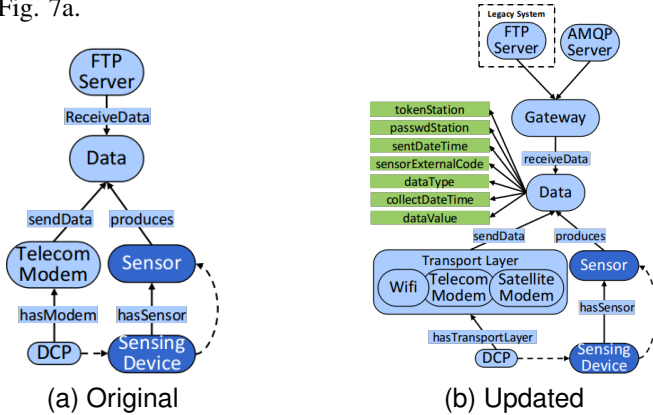 Fig. 7a.
FTP
Server
ReceiveData
Data
sendData
produces
Telecom
Modem
Sensor
hasModem
hasSensor
DCP
Sensing
Device
(a) Original
Legacy System
FTP
Server
AMQP
Server
Gateway
tokenStation
passwdStation
sentDateTime
sensorExternalCode
dataType
collectDateTime
dataValue
receiveData
Data
sendData
produces
Transport Layer
Wifi
Telecom
Modem
Satellite
Modem
Sensor
hasTransportLayer
hasSensor
DCP
Sensing
Device
(b) Updated